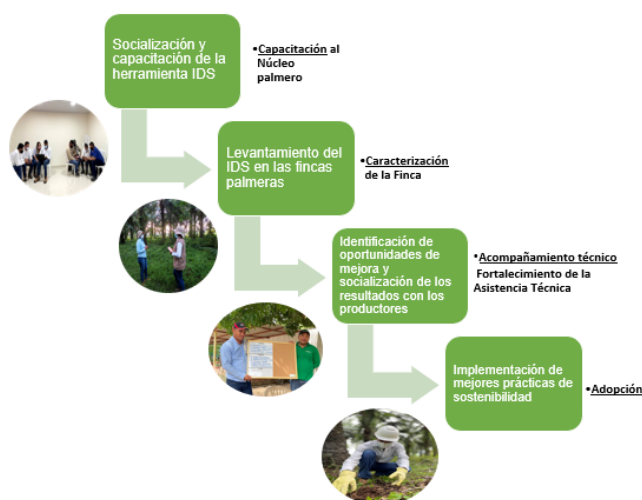 Socialización y
capacitación de la
herramienta IDS
•Capacitación al
Núcleo
palmero
Levantamiento del
IDS en las fincas
palmeras
•Caracterización
de la Finca
Identificación de
oportunidades de
mejora y
socialización de los
resultados con los
productores
•Acompañamiento técnico
Fortalecimiento de la
Asistencia Técnica
Implementación de
mejores prácticas de
sostenibilidad
•Adopción